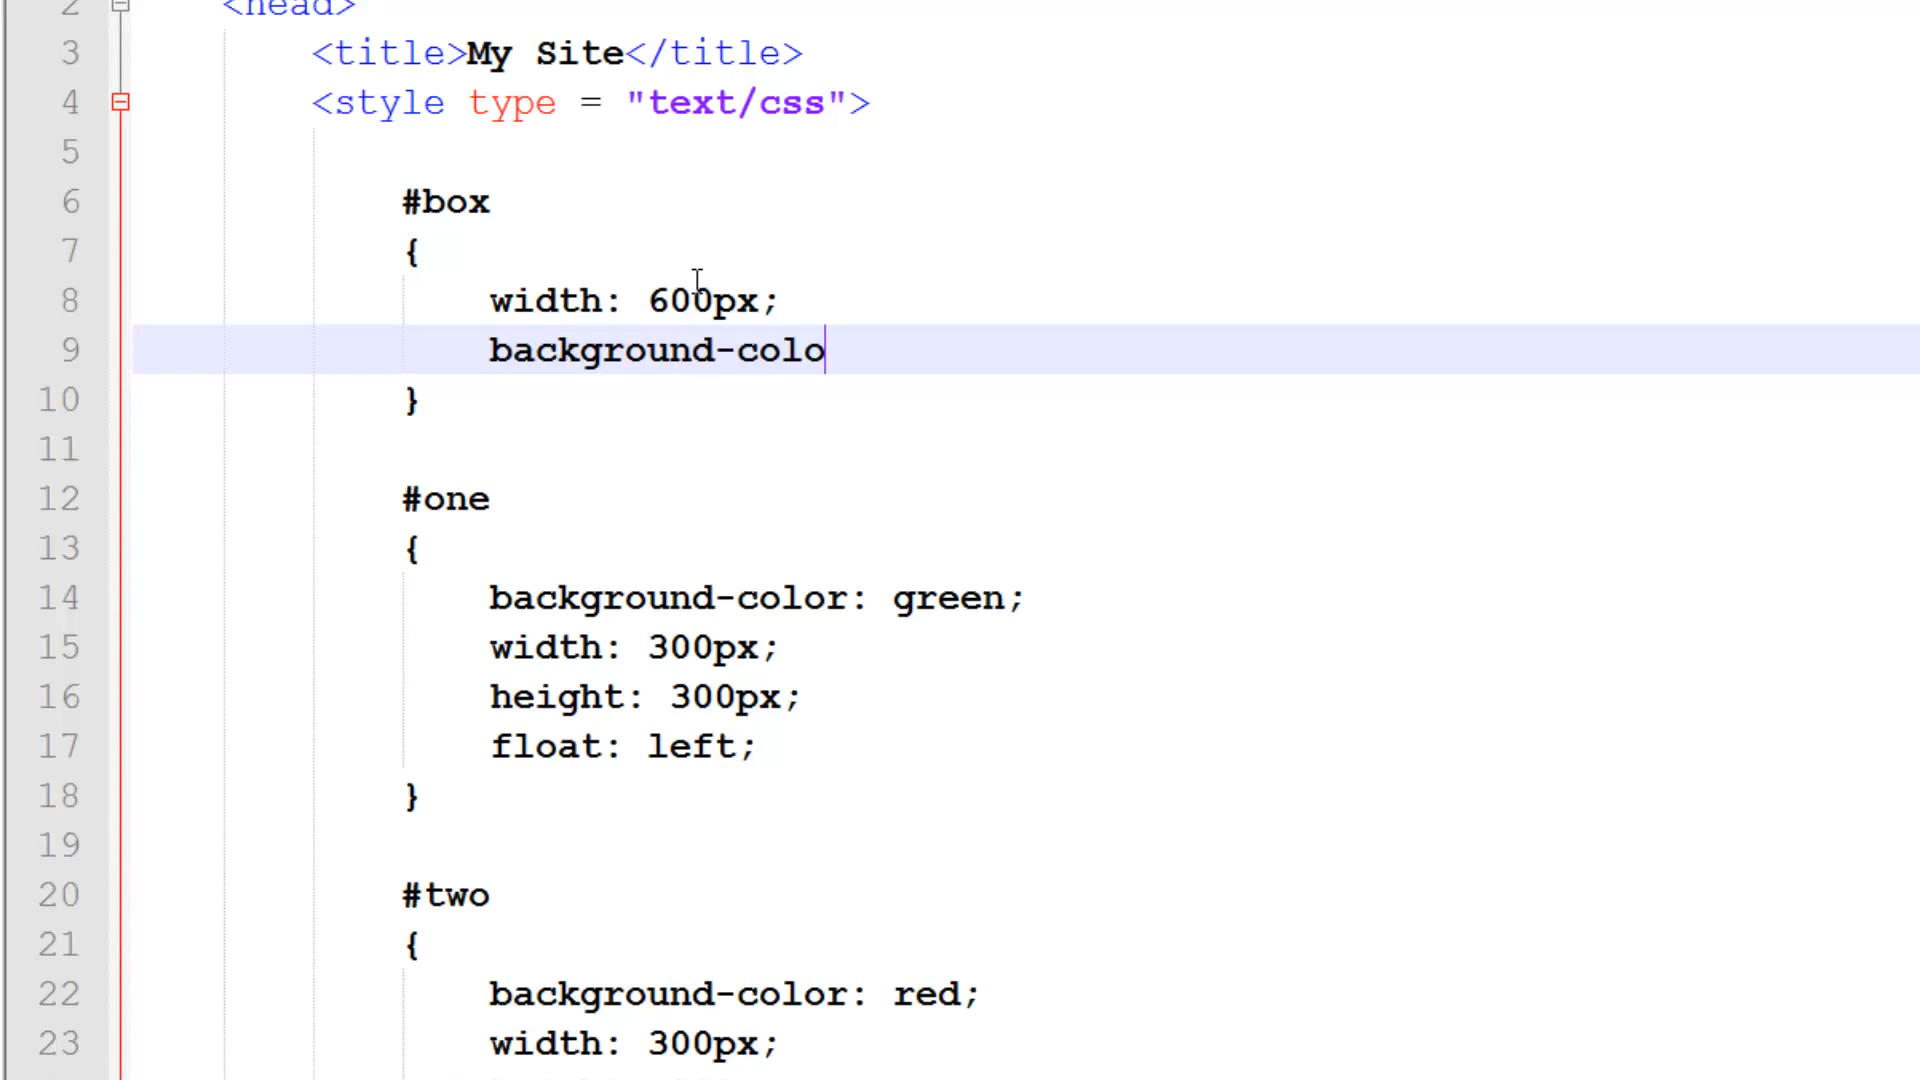 2 <head>
3 <title>My Site</title>
4 <style type = "text/css">
5
6 #box
7 {
8 width: 600px;
9 background-colo
10 }
11
12 #one
13 {
14 background-color: green;
15 width: 300px;
16 height: 300px;
17 float: left;
18 }
19
20 #two
21 {
22 background-color: red;
23 width: 300px;